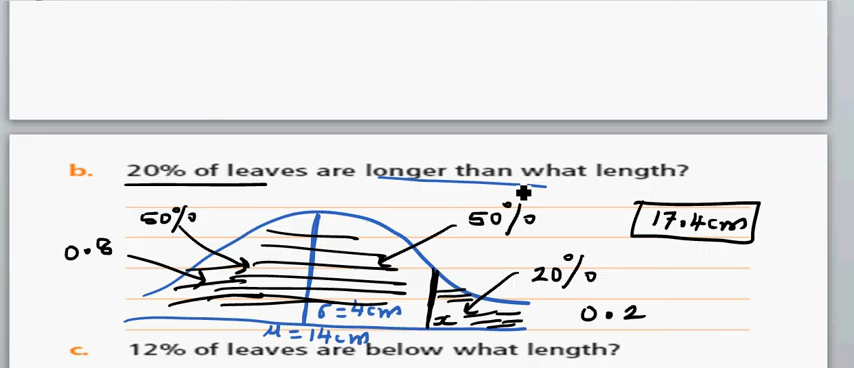 b. 20% of leaves are longer than what length?
50%
50%
17.4cm
0.8
20%
0.2
σ = 4cm
x
μ = 14cm
c. 12% of leaves are below what length?